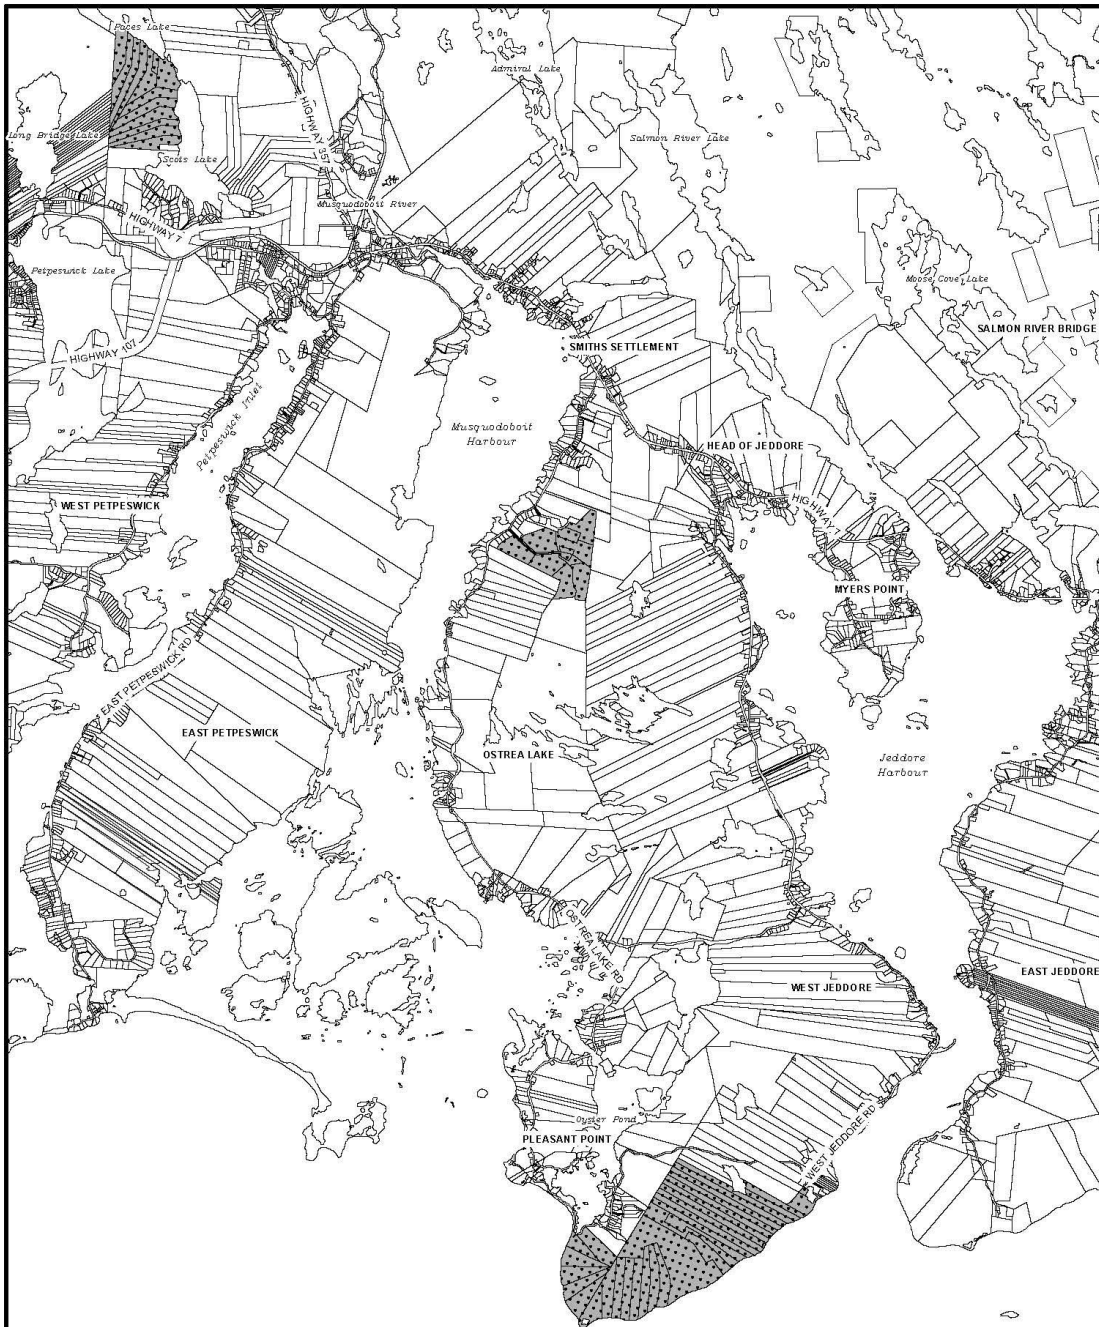 Paces Lake
Admiral Lake
HIGHWAY 357
Long Bridge Lake
Salmon River Lake
Scots Lake
Musquodoboit River
HIGHWAY 7
Petpeswick Lake
Moose Cove Lake
SALMON RIVER BRIDGE
SMITHS SETTLEMENT
HIGHWAY 107
Petpeswick Inlet
Musquodoboit
Harbour
HEAD OF JEDDORE
WEST PETPESWICK
HIGHWAY 7
MYERS POINT
EAST PETPESWICK RD
EAST PETPESWICK
OSTREA LAKE
Jeddore
Harbour
OSTREA LAKE RD
EAST JEDDORE
WEST JEDDORE
Oyster Pond
PLEASANT POINT
WEST JEDDORE RD